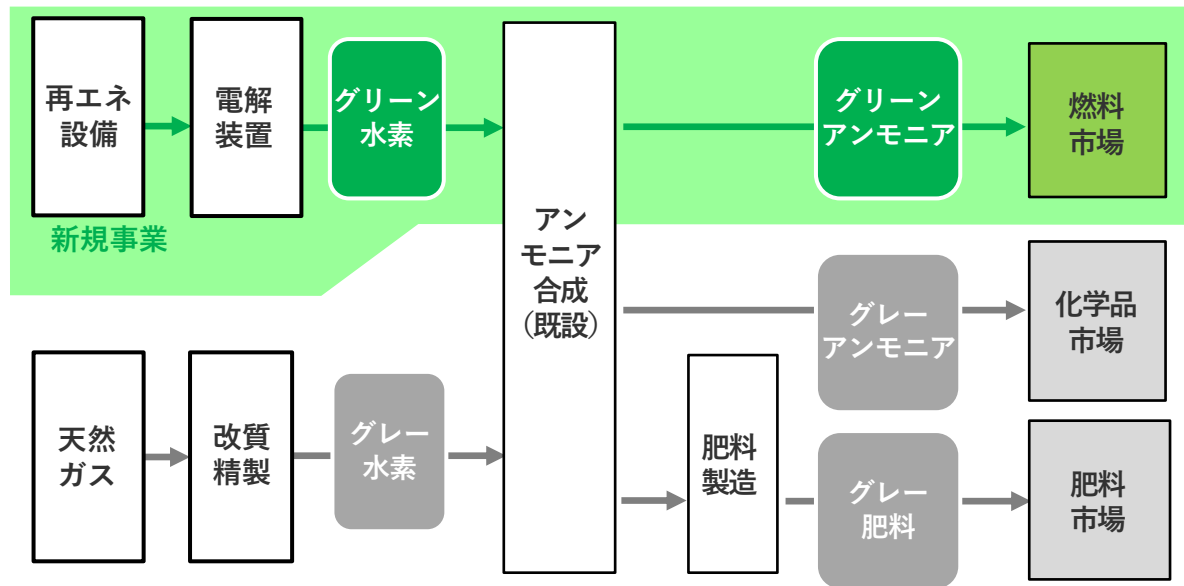 再エネ
設備
電解
装置
グリーン
水素
グリーン
アンモニア
燃料
市場
新規事業
アン
モニア
合成
（既設）
グレー
アンモニア
化学品
市場
天然
ガス
改質
精製
グレー
水素
肥料
製造
グレー
肥料
肥料
市場